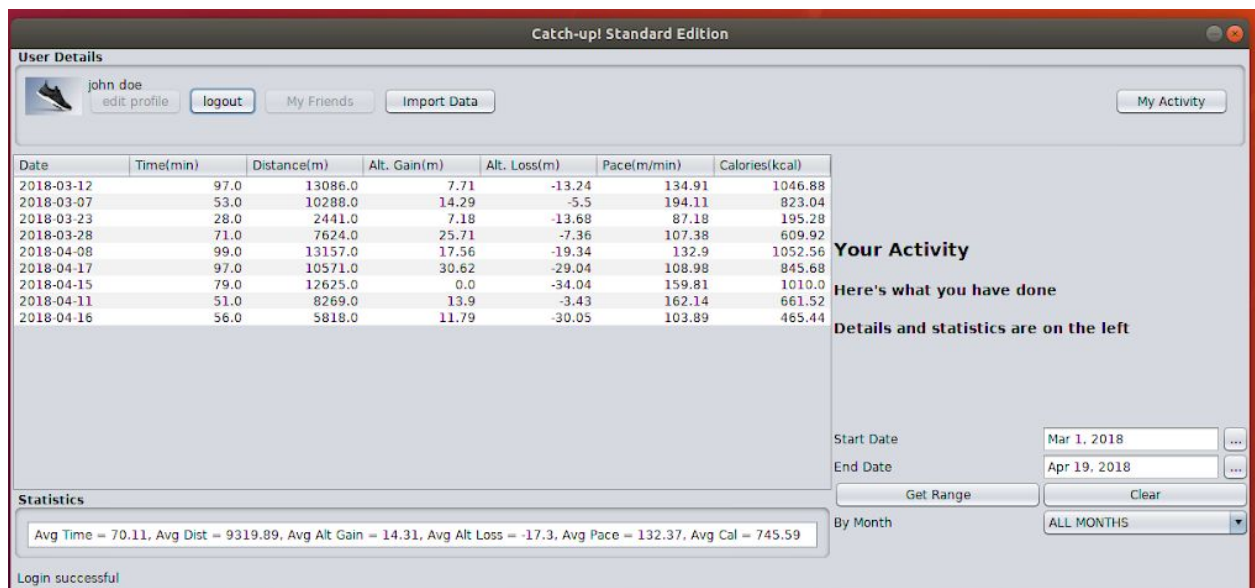 Catch-up! Standard Edition
User Details
john doe
edit profile logout My Friends Import Data My Activity
Date Time(min) Distance(m) Alt. Gain(m) Alt. Loss(m) Pace(m/min) Calories(kcal)
2018-03-12 97.0 13086.0 7.71 -13.24 134.91 1046.88
2018-03-07 53.0 10288.0 14.29 -5.5 194.11 823.04
2018-03-23 28.0 2441.0 7.18 -13.68 87.18 195.28
2018-03-28 71.0 7624.0 25.71 -7.36 107.38 609.92
2018-04-08 99.0 13157.0 17.56 -19.34 132.9 1052.56
2018-04-17 97.0 10571.0 30.62 -29.04 108.98 845.68
2018-04-15 79.0 12625.0 0.0 -34.04 159.81 1010.0
2018-04-11 51.0 8269.0 13.9 -3.43 162.14 661.52
2018-04-16 56.0 5818.0 11.79 -30.05 103.89 465.44
Your Activity
Here's what you have done
Details and statistics are on the left
Start Date Mar 1, 2018 ...
End Date Apr 19, 2018 ...
Get Range Clear
By Month ALL MONTHS
Statistics
Avg Time = 70.11, Avg Dist = 9319.89, Avg Alt Gain = 14.31, Avg Alt Loss = -17.3, Avg Pace = 132.37, Avg Cal = 745.59
Login successful